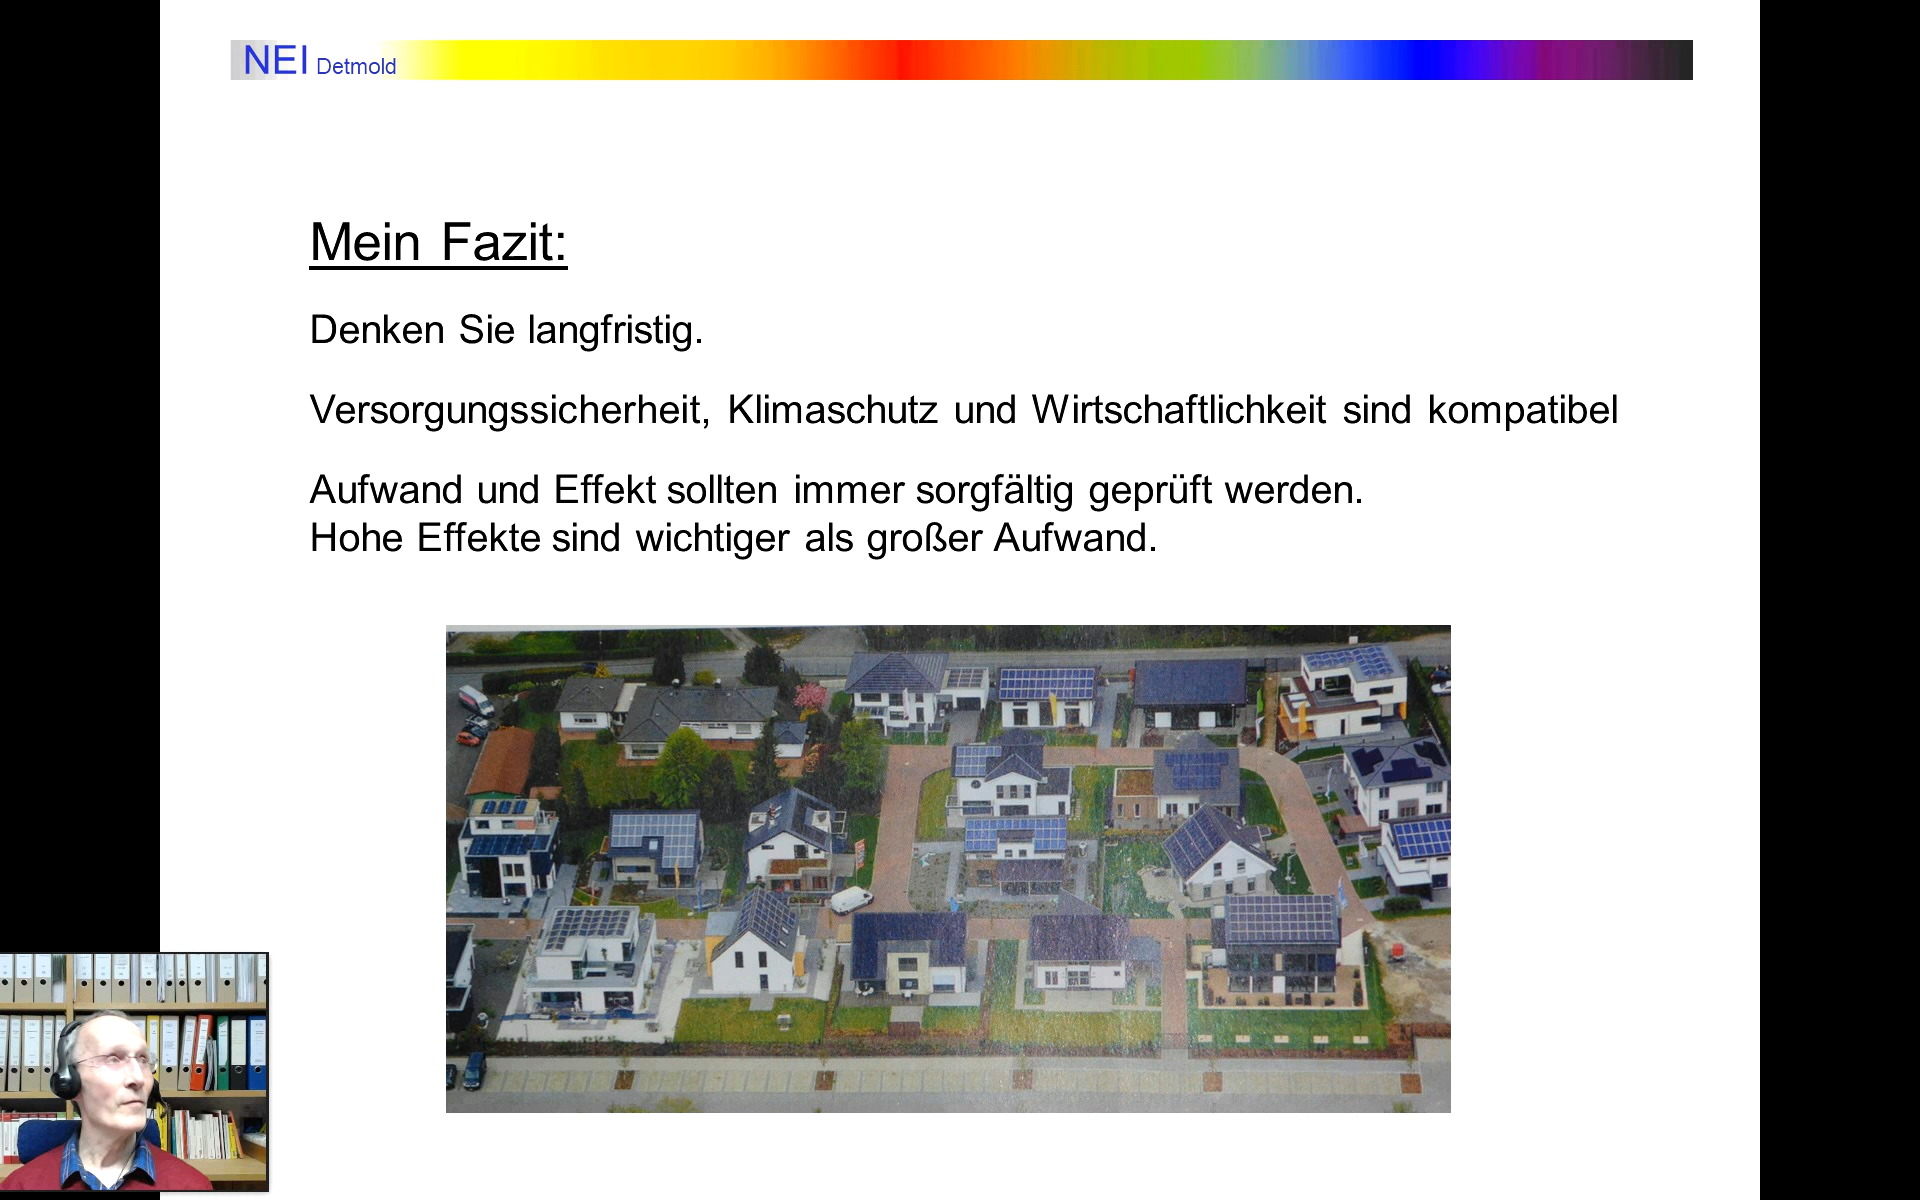 NEI Detmold
Mein Fazit:
Denken Sie langfristig.
Versorgungssicherheit, Klimaschutz und Wirtschaftlichkeit sind kompatibel
Aufwand und Effekt sollten immer sorgfältig geprüft werden.
Hohe Effekte sind wichtiger als großer Aufwand.